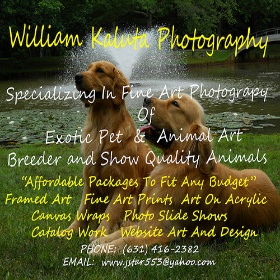 William Kaluta Photography
Specializing In Fine Art Photograpy
Of
Exotic Pet & Animal Art
Breeder and Show Quality Animals
"Affordable Packages To Fit Any Budget"
Framed Art Fine Art Prints Art On Acrylic
Canvas Wraps Photo Slide Shows
Catalog Work Website Art And Design
PHONE: (631) 416-2382
EMAIL: www.jstar553@yahoo.com